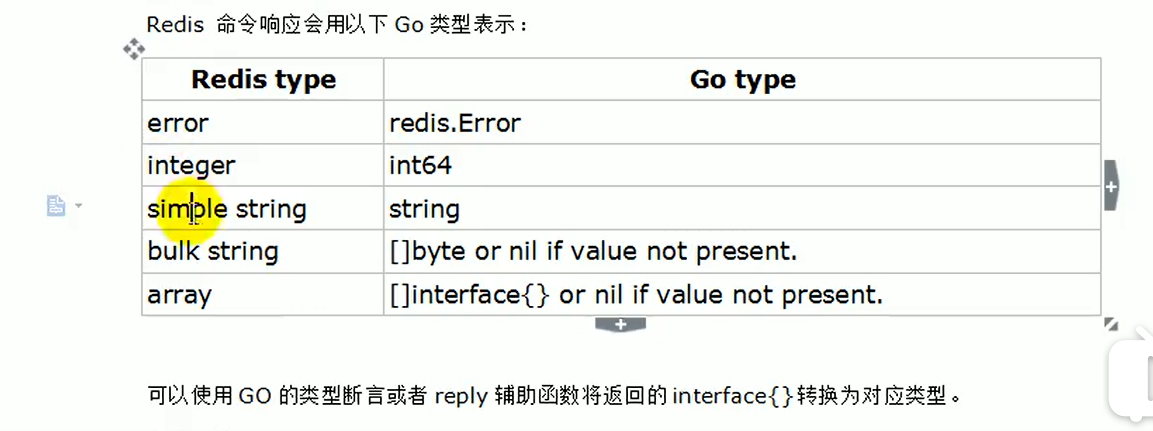 Redis 命令响应会用以下 Go 类型表示：
Redis type Go type
error redis.Error
integer int64
simple string string
bulk string []byte or nil if value not present.
array []interface{} or nil if value not present.
可以使用 GO 的类型断言或者 reply 辅助函数将返回的 interface{}转换为对应类型。